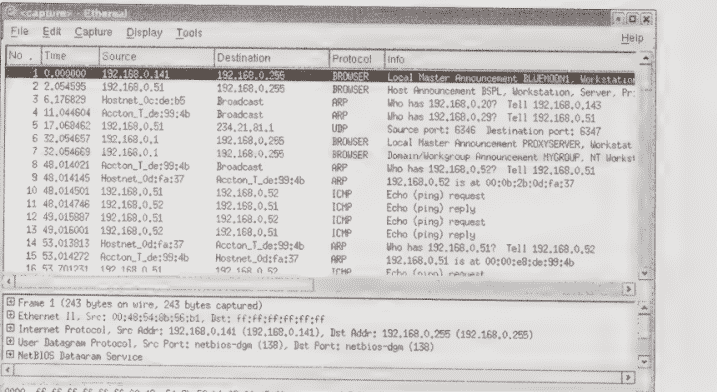 <capture> - Ethereal
File Edit Capture Display Tools Help
No. Time Source Destination Protocol Info
1 0.000000 192.168.0.141 192.168.0.255 BROWSER Local Master Announcement BLUEMOON1, Workstation
2 2.054595 192.168.0.51 192.168.0.255 BROWSER Host Announcement BSPL, Workstation, Server, Pr
3 6.176829 Hostnet_0c:de:b5 Broadcast ARP Who has 192.168.0.20? Tell 192.168.0.143
4 11.044604 Accton_T_de:99:4b Broadcast ARP Who has 192.168.0.29? Tell 192.168.0.51
5 17.068462 192.168.0.51 234.21.81.1 UDP Source port: 6346 Destination port: 6347
6 32.054657 192.168.0.1 192.168.0.255 BROWSER Local Master Announcement PROXYSERVER, Workstat
7 32.054669 192.168.0.1 192.168.0.255 BROWSER Domain/Workgroup Announcement MYGROUP, NT Workst
8 48.014021 Accton_T_de:99:4b Broadcast ARP Who has 192.168.0.52? Tell 192.168.0.51
9 48.014145 Hostnet_0d:fa:37 Accton_T_de:99:4b ARP 192.168.0.52 is at 00:0b:2b:0d:fa:37
10 48.014501 192.168.0.51 192.168.0.52 ICMP Echo (ping) request
11 48.014746 192.168.0.52 192.168.0.51 ICMP Echo (ping) reply
12 49.015887 192.168.0.51 192.168.0.52 ICMP Echo (ping) request
13 49.016001 192.168.0.52 192.168.0.51 ICMP Echo (ping) reply
14 53.013813 Hostnet_0d:fa:37 Accton_T_de:99:4b ARP Who has 192.168.0.51? Tell 192.168.0.52
15 53.014272 Accton_T_de:99:4b Hostnet_0d:fa:37 ARP 192.168.0.51 is at 00:00:e8:de:99:4b
16 53.701231 192.168.0.51 192.168.0.52 ICMP Echo (ping) request
Frame 1 (243 bytes on wire, 243 bytes captured)
Ethernet II, Src: 00:48:54:8b:56:b1, Dst: ff:ff:ff:ff:ff:ff
Internet Protocol, Src Addr: 192.168.0.141 (192.168.0.141), Dst Addr: 192.168.0.255 (192.168.0.255)
User Datagram Protocol, Src Port: netbios-dgm (138), Dst Port: netbios-dgm (138)
NetBIOS Datagram Service